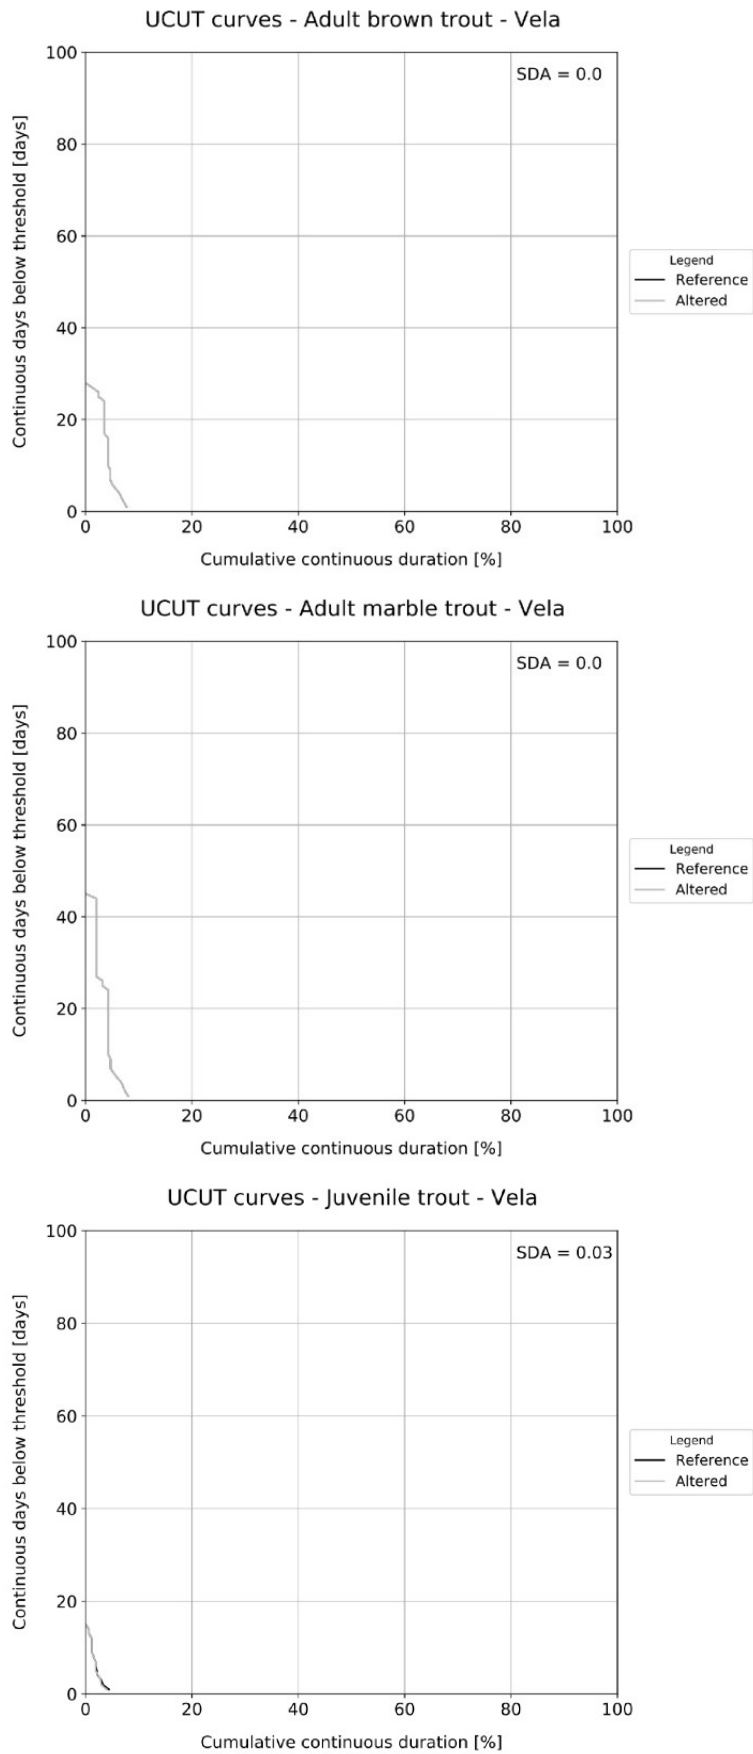 UCUT curves - Adult brown trout - Vela
100
SDA = 0.0
80
60
40
20
0
Continuous days below threshold [days]
Legend
Reference
Altered
0 20 40 60 80 100
Cumulative continuous duration [%]
UCUT curves - Adult marble trout - Vela
100
SDA = 0.0
80
60
40
20
0
Continuous days below threshold [days]
Legend
Reference
Altered
0 20 40 60 80 100
Cumulative continuous duration [%]
UCUT curves - Juvenile trout - Vela
100
SDA = 0.03
80
60
40
20
0
Continuous days below threshold [days]
Legend
Reference
Altered
0 20 40 60 80 100
Cumulative continuous duration [%]